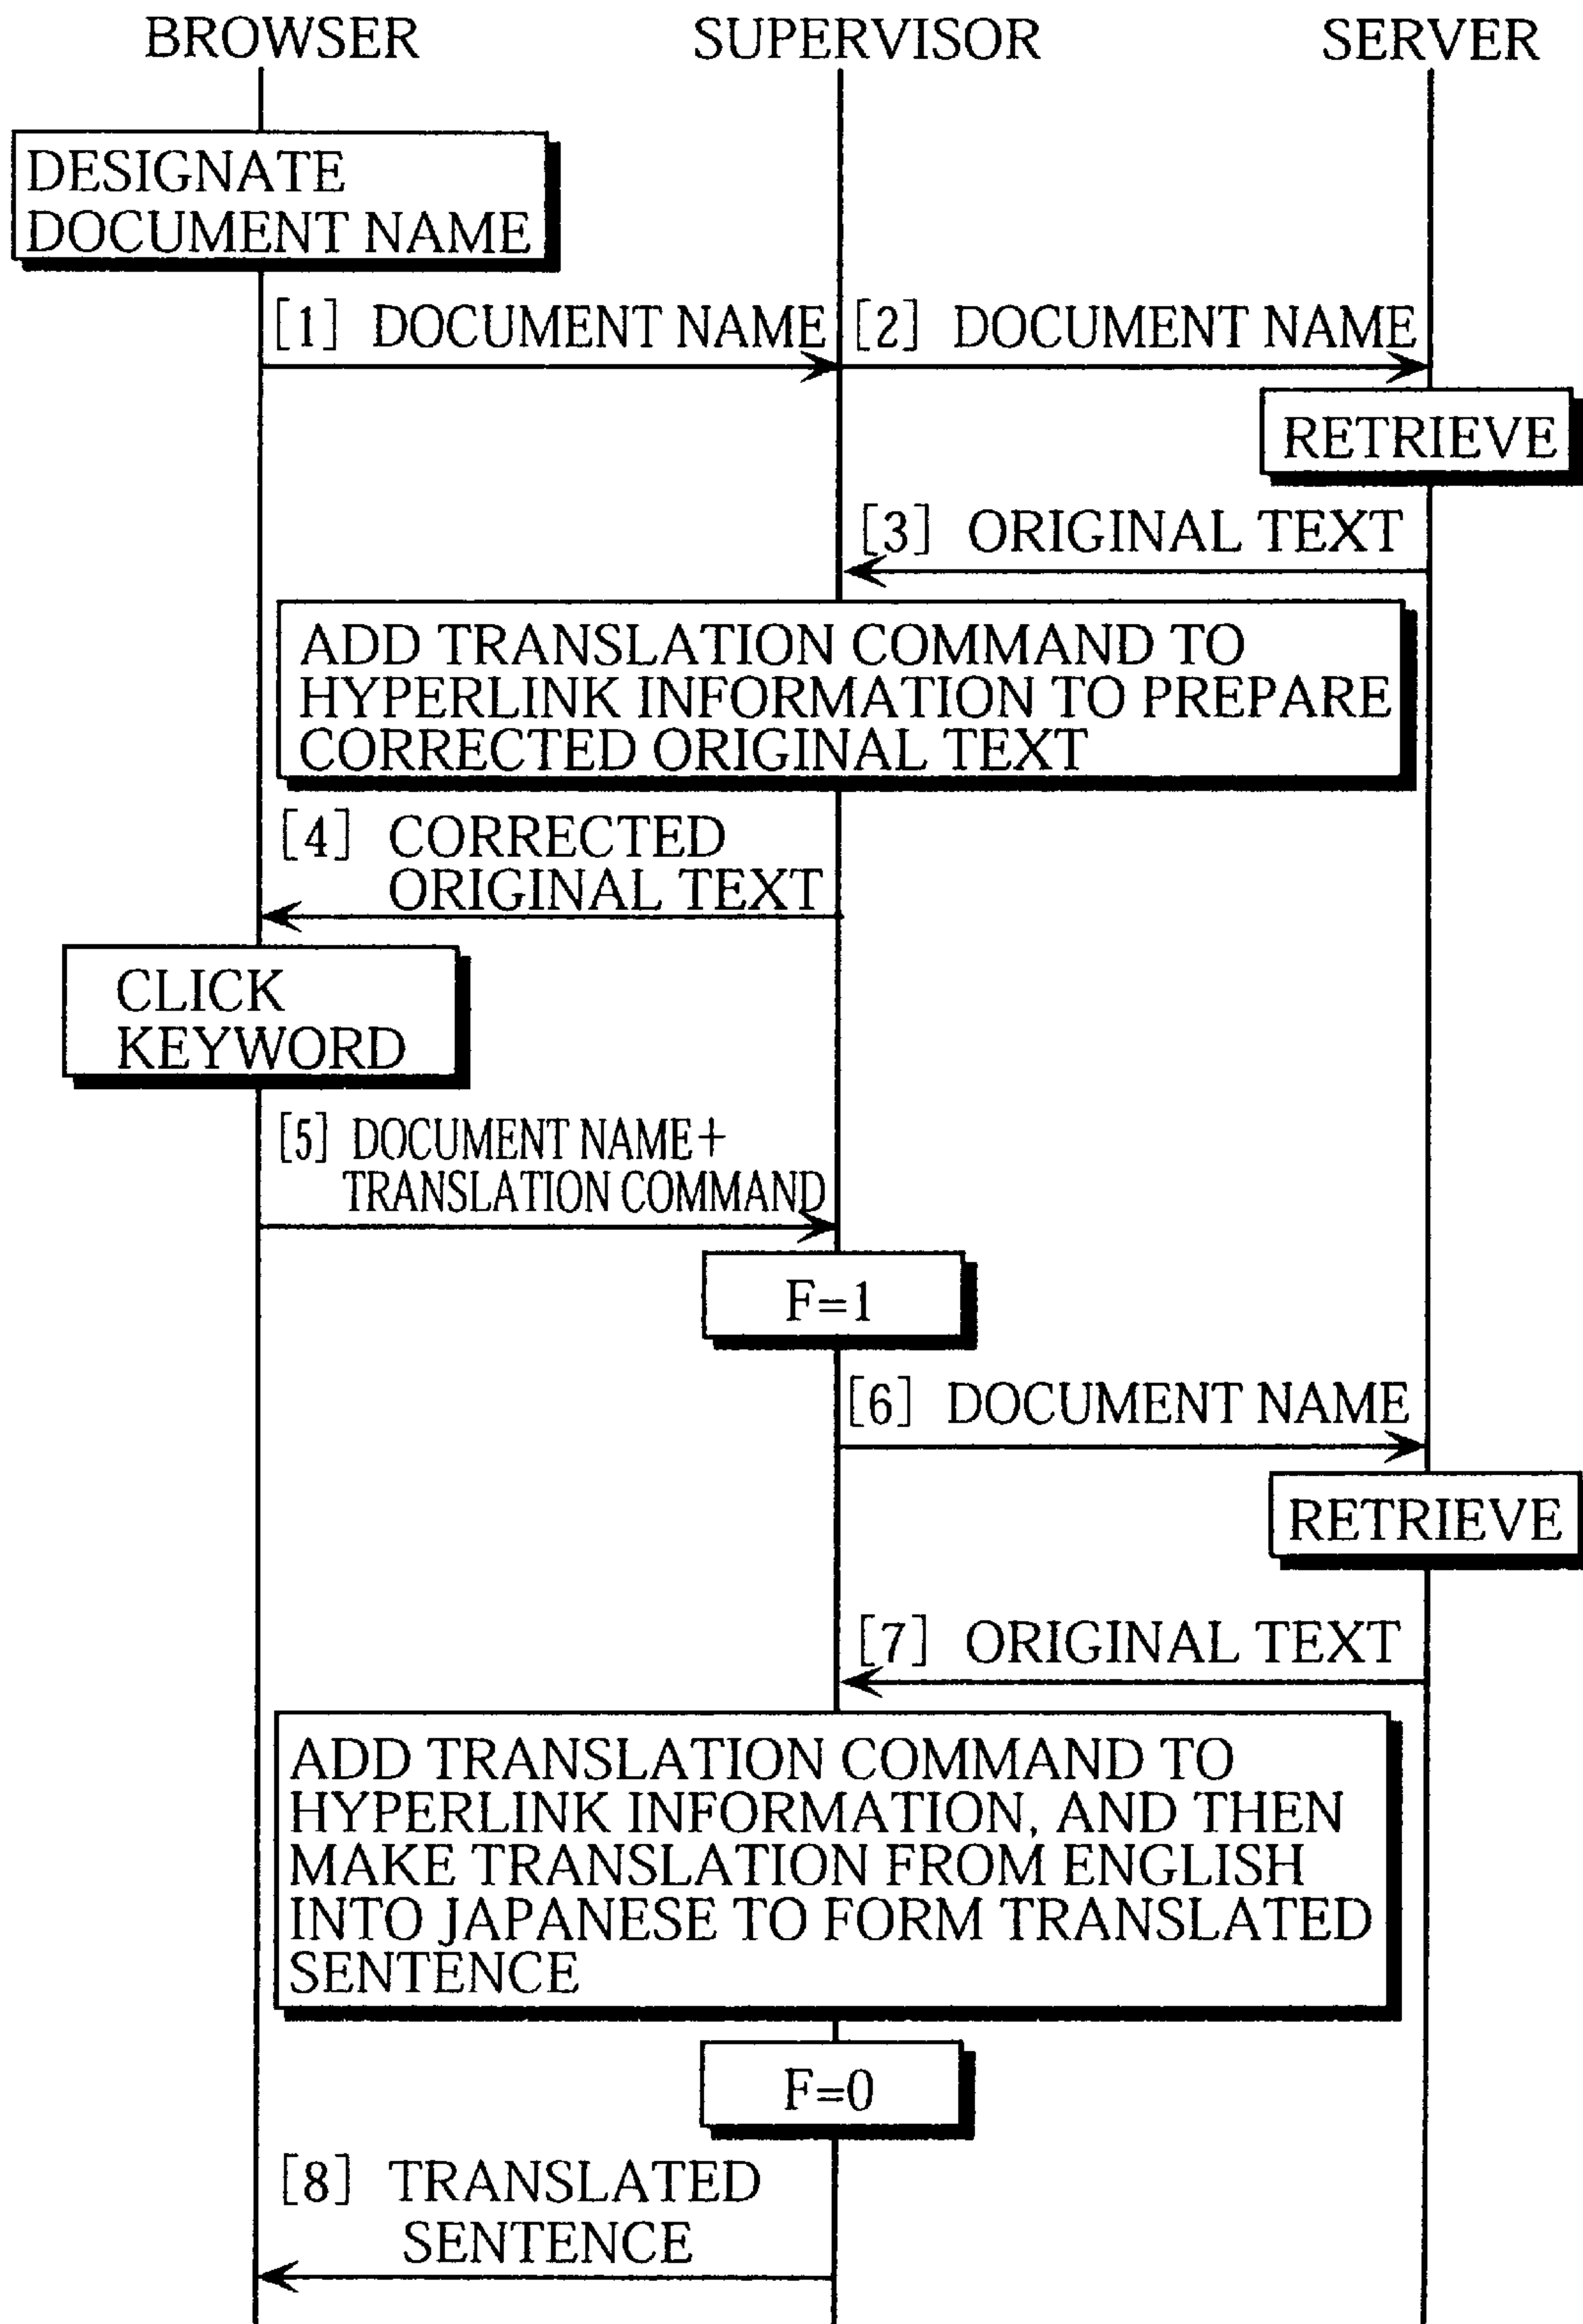 BROWSER SUPERVISOR SERVER
DESIGNATE
DOCUMENT NAME
[1] DOCUMENT NAME [2] DOCUMENT NAME
RETRIEVE
[3] ORIGINAL TEXT
ADD TRANSLATION COMMAND TO
HYPERLINK INFORMATION TO PREPARE
CORRECTED ORIGINAL TEXT
[4] CORRECTED
ORIGINAL TEXT
CLICK
KEYWORD
[5] DOCUMENT NAME+
TRANSLATION COMMAND
F=1
[6] DOCUMENT NAME
RETRIEVE
[7] ORIGINAL TEXT
ADD TRANSLATION COMMAND TO
HYPERLINK INFORMATION, AND THEN
MAKE TRANSLATION FROM ENGLISH
INTO JAPANESE TO FORM TRANSLATED
SENTENCE
F=0
[8] TRANSLATED
SENTENCE